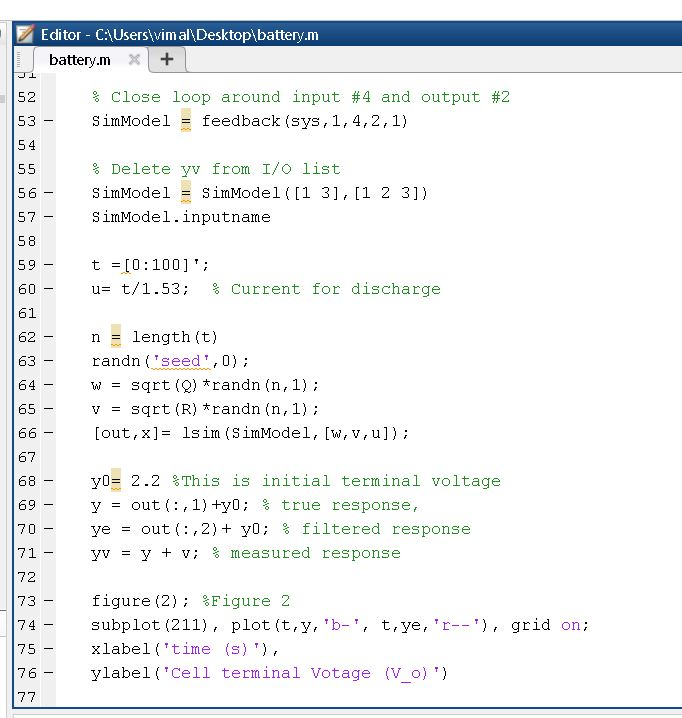 Editor - C:\Users\vimal\Desktop\battery.m
battery.m
51
52 % Close loop around input #4 and output #2
53 - SimModel = feedback(sys,1,4,2,1)
54
55 % Delete yv from I/O list
56 - SimModel = SimModel([1 3],[1 2 3])
57 - SimModel.inputname
58
59 - t =[0:100]';
60 - u= t/1.53; % Current for discharge
61
62 - n = length(t)
63 - randn('seed',0);
64 - w = sqrt(Q)*randn(n,1);
65 - v = sqrt(R)*randn(n,1);
66 - [out,x]= lsim(SimModel,[w,v,u]);
67
68 - y0= 2.2 %This is initial terminal voltage
69 - y = out(:,1)+y0; % true response,
70 - ye = out(:,2)+ y0; % filtered response
71 - yv = y + v; % measured response
72
73 - figure(2); %Figure 2
74 - subplot(211), plot(t,y,'b-', t,ye,'r--'), grid on;
75 - xlabel('time (s)'),
76 - ylabel('Cell terminal Votage (V_o)')
77